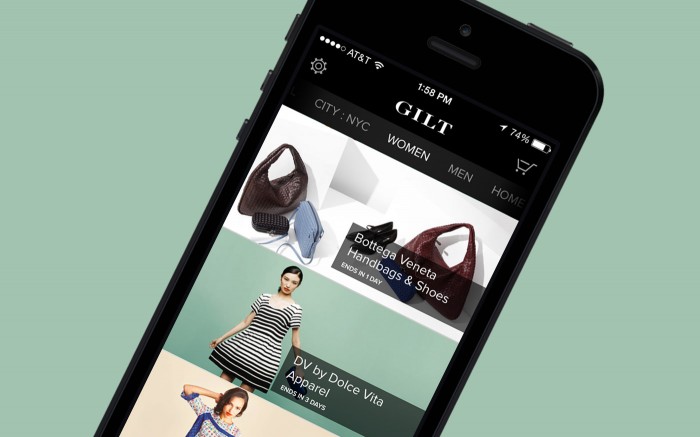 AT&T
1:58 PM
74%
GILT
CITY : NYC
WOMEN
MEN
HOME
Bottega Veneta
Handbags & Shoes
ENDS IN 1 DAY
DV by Dolce Vita
Apparel
ENDS IN 3 DAYS